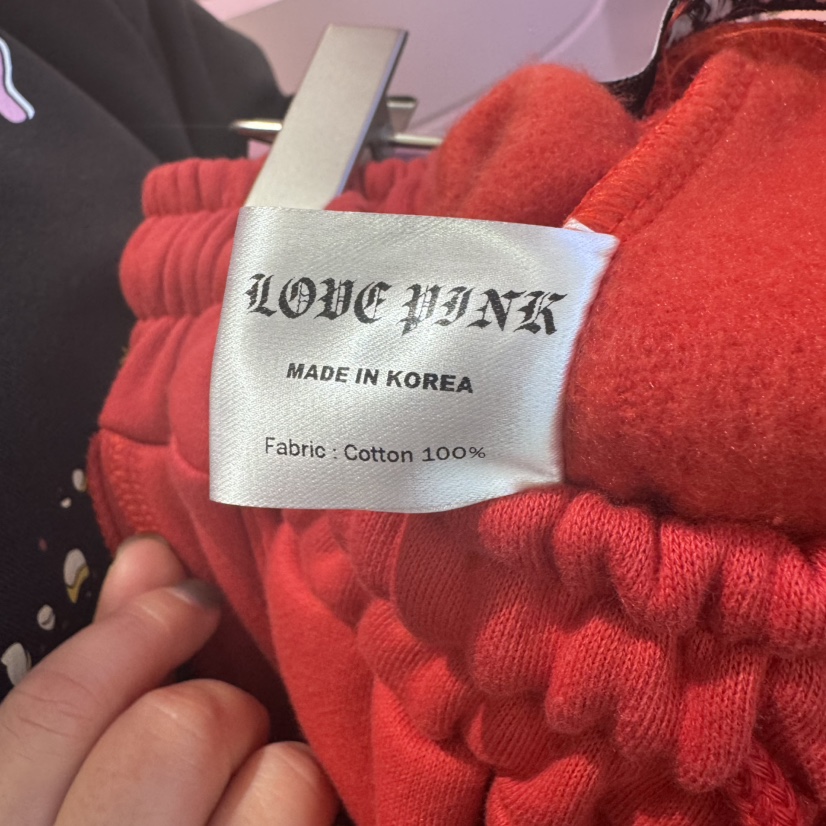 LOVE PINK
MADE IN KOREA
Fabric : Cotton 100%